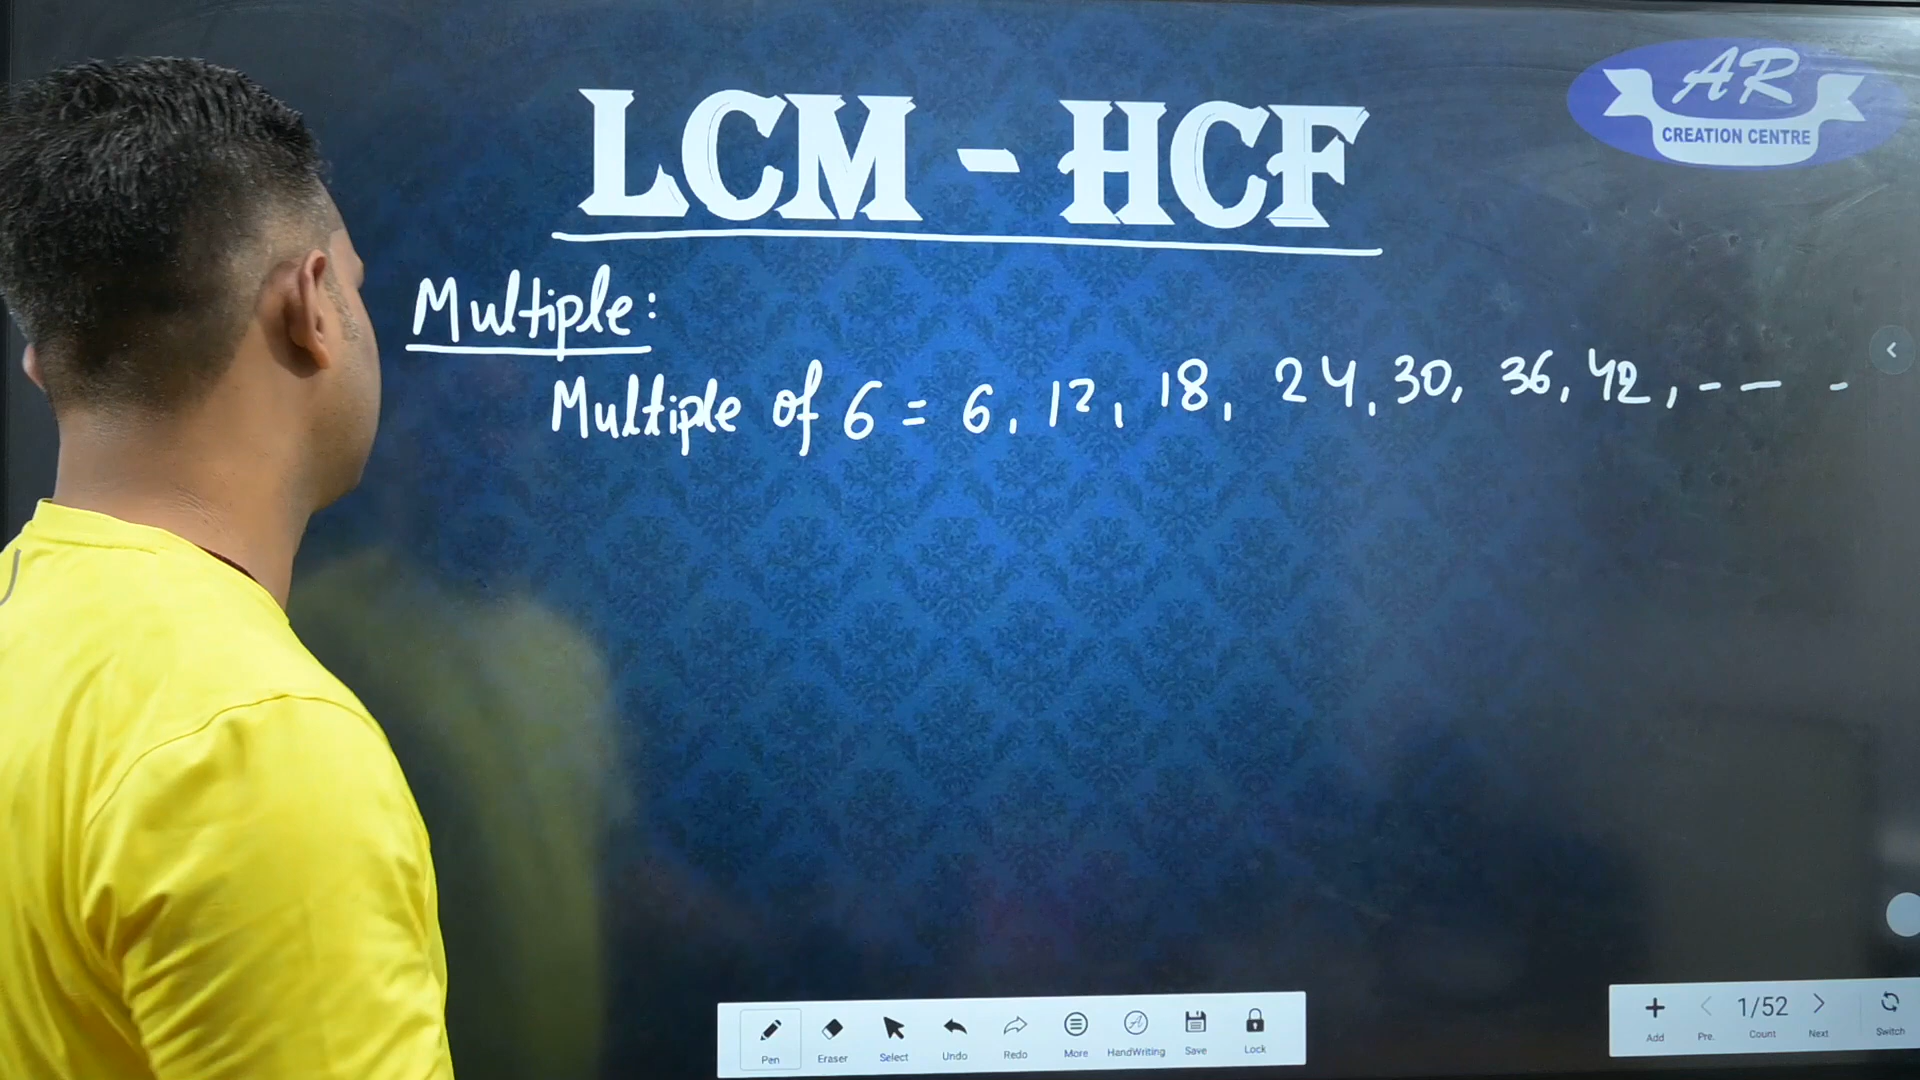 AR
CREATION CENTRE
LCM - HCF
Multiple:
Multiple of 6 = 6, 12, 18, 24, 30, 36, 42, - - -
Pen Eraser Select Undo Redo More HandWriting Save Lock
1/52
Add Pre. Count Next Switch